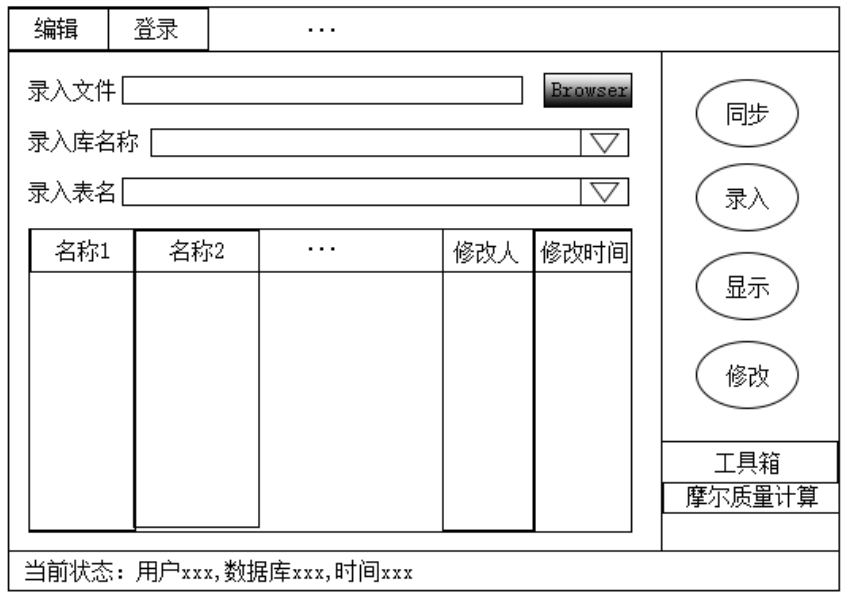 编辑 登录 ...
录入文件 Browser
录入库名称
录入表名
名称1 名称2 ... 修改人 修改时间
同步
录入
显示
修改
工具箱
摩尔质量计算
当前状态：用户xxx,数据库xxx,时间xxx